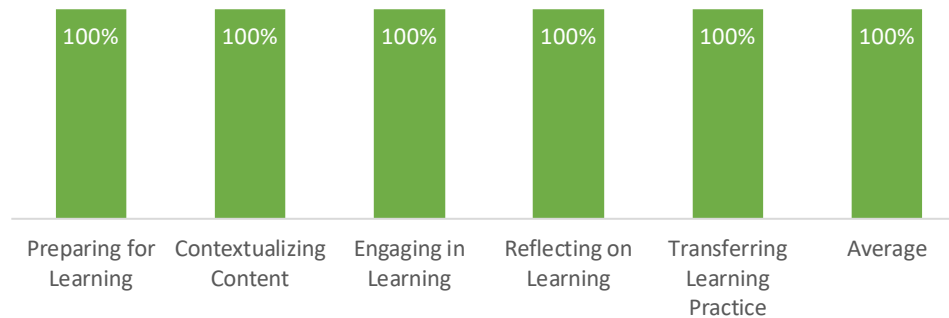 100% 100% 100% 100% 100% 100%
Preparing for Learning
Contextualizing Content
Engaging in Learning
Reflecting on Learning
Transferring Learning Practice
Average